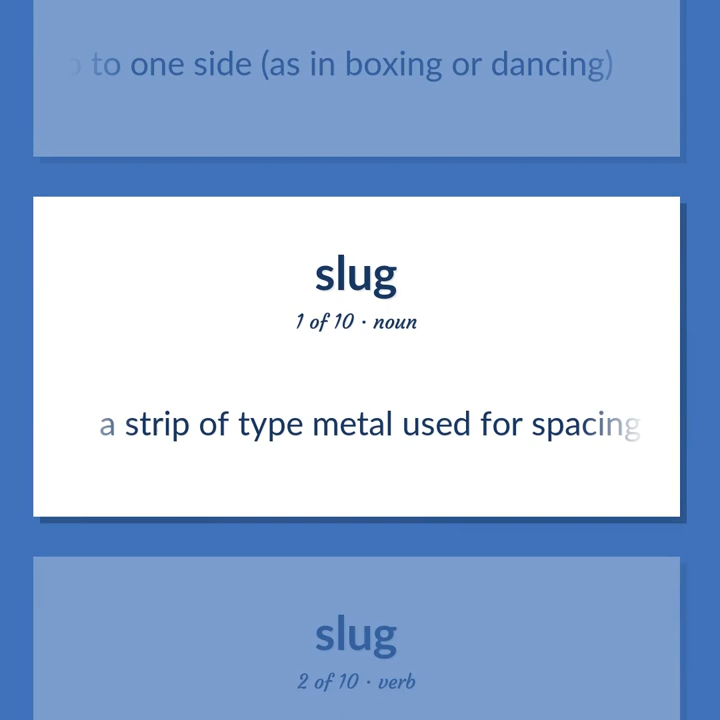 to one side (as in boxing or dancing)
slug
1 of 10 · noun
a strip of type metal used for spacing
slug
2 of 10 · verb